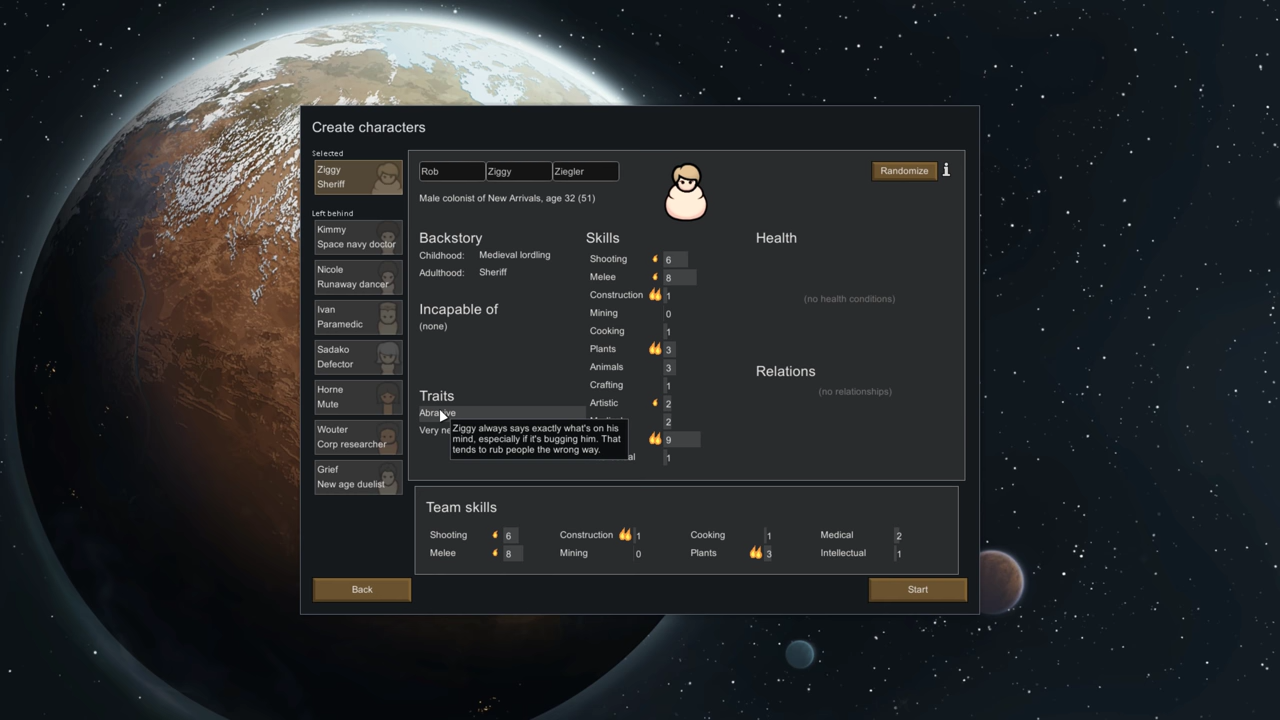 Create characters
Selected
Ziggy
Sheriff
Left behind
Kimmy
Space navy doctor
Nicole
Runaway dancer
Ivan
Paramedic
Sadako
Defector
Horne
Mute
Wouter
Corp researcher
Grief
New age duelist
Rob Ziggy Ziegler
Randomize
Male colonist of New Arrivals, age 32 (51)
Backstory
Childhood: Medieval lordling
Adulthood: Sheriff
Incapable of
(none)
Traits
Abrasive
Very
Ziggy always says exactly what's on his
mind, especially if it's bugging him. That
tends to rub people the wrong way.
Skills
Shooting 6
Melee 8
Construction 1
Mining 0
Cooking 1
Plants 3
Animals 3
Crafting 1
Artistic 2
2
9
1
Health
(no health conditions)
Relations
(no relationships)
Team skills
Shooting 6 Construction 1 Cooking 1 Medical 2
Melee 8 Mining 0 Plants 3 Intellectual 1
Back
Start